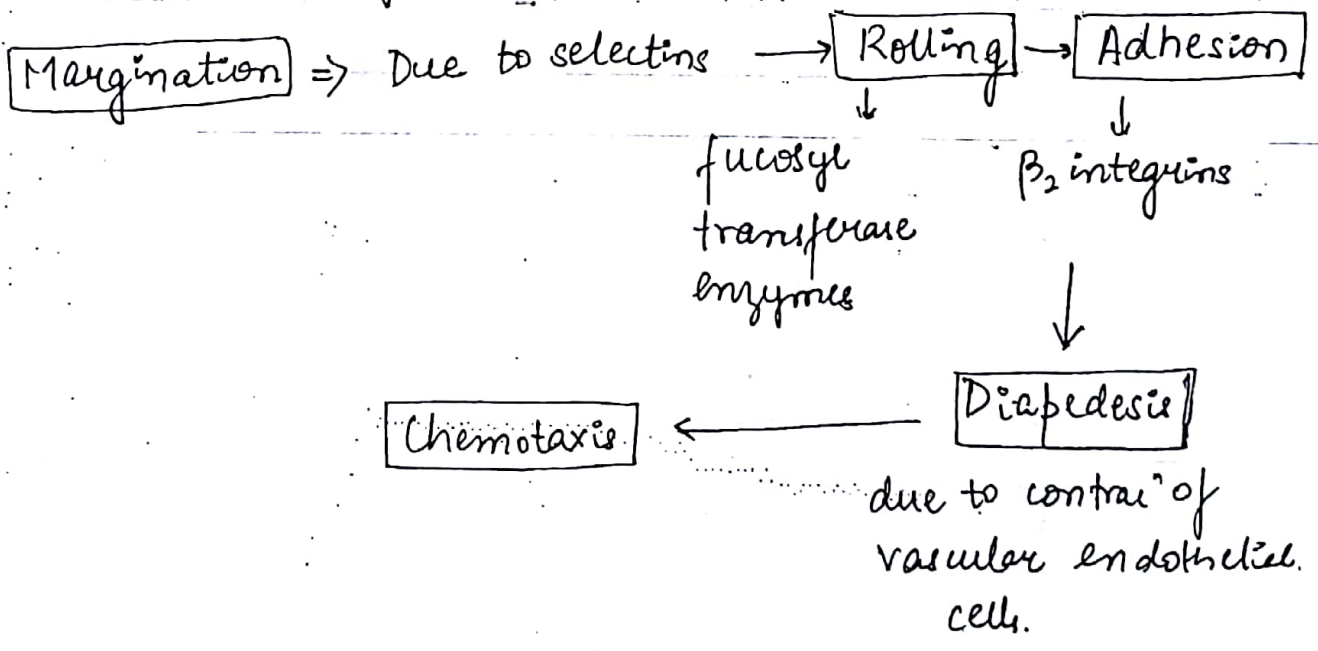 Margination ⇒ Due to selectins → Rolling → Adhesion
↓ ↓
fucosyl
transferase
enzymes
β₂ integrins
↓
Diapedesis
due to contracⁿ of
vascular endothelial.
cells.
← 
Chemotaxis